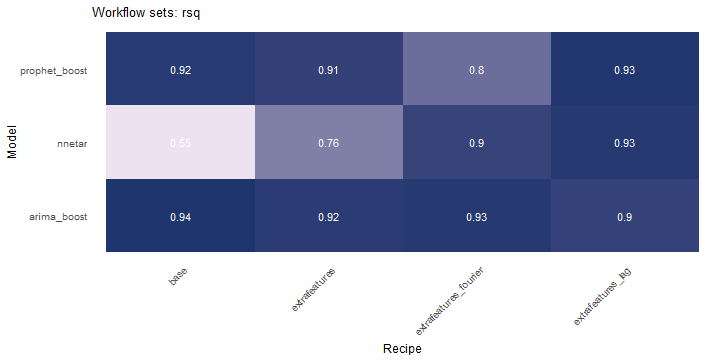 Workflow sets: rsq
Model
prophet_boost
0.92
0.91
0.8
0.93
nnetar
0.55
0.76
0.9
0.93
arima_boost
0.94
0.92
0.93
0.9
base
extrafeatures
extrafeatures_fourier
extrafeatures_lag
Recipe